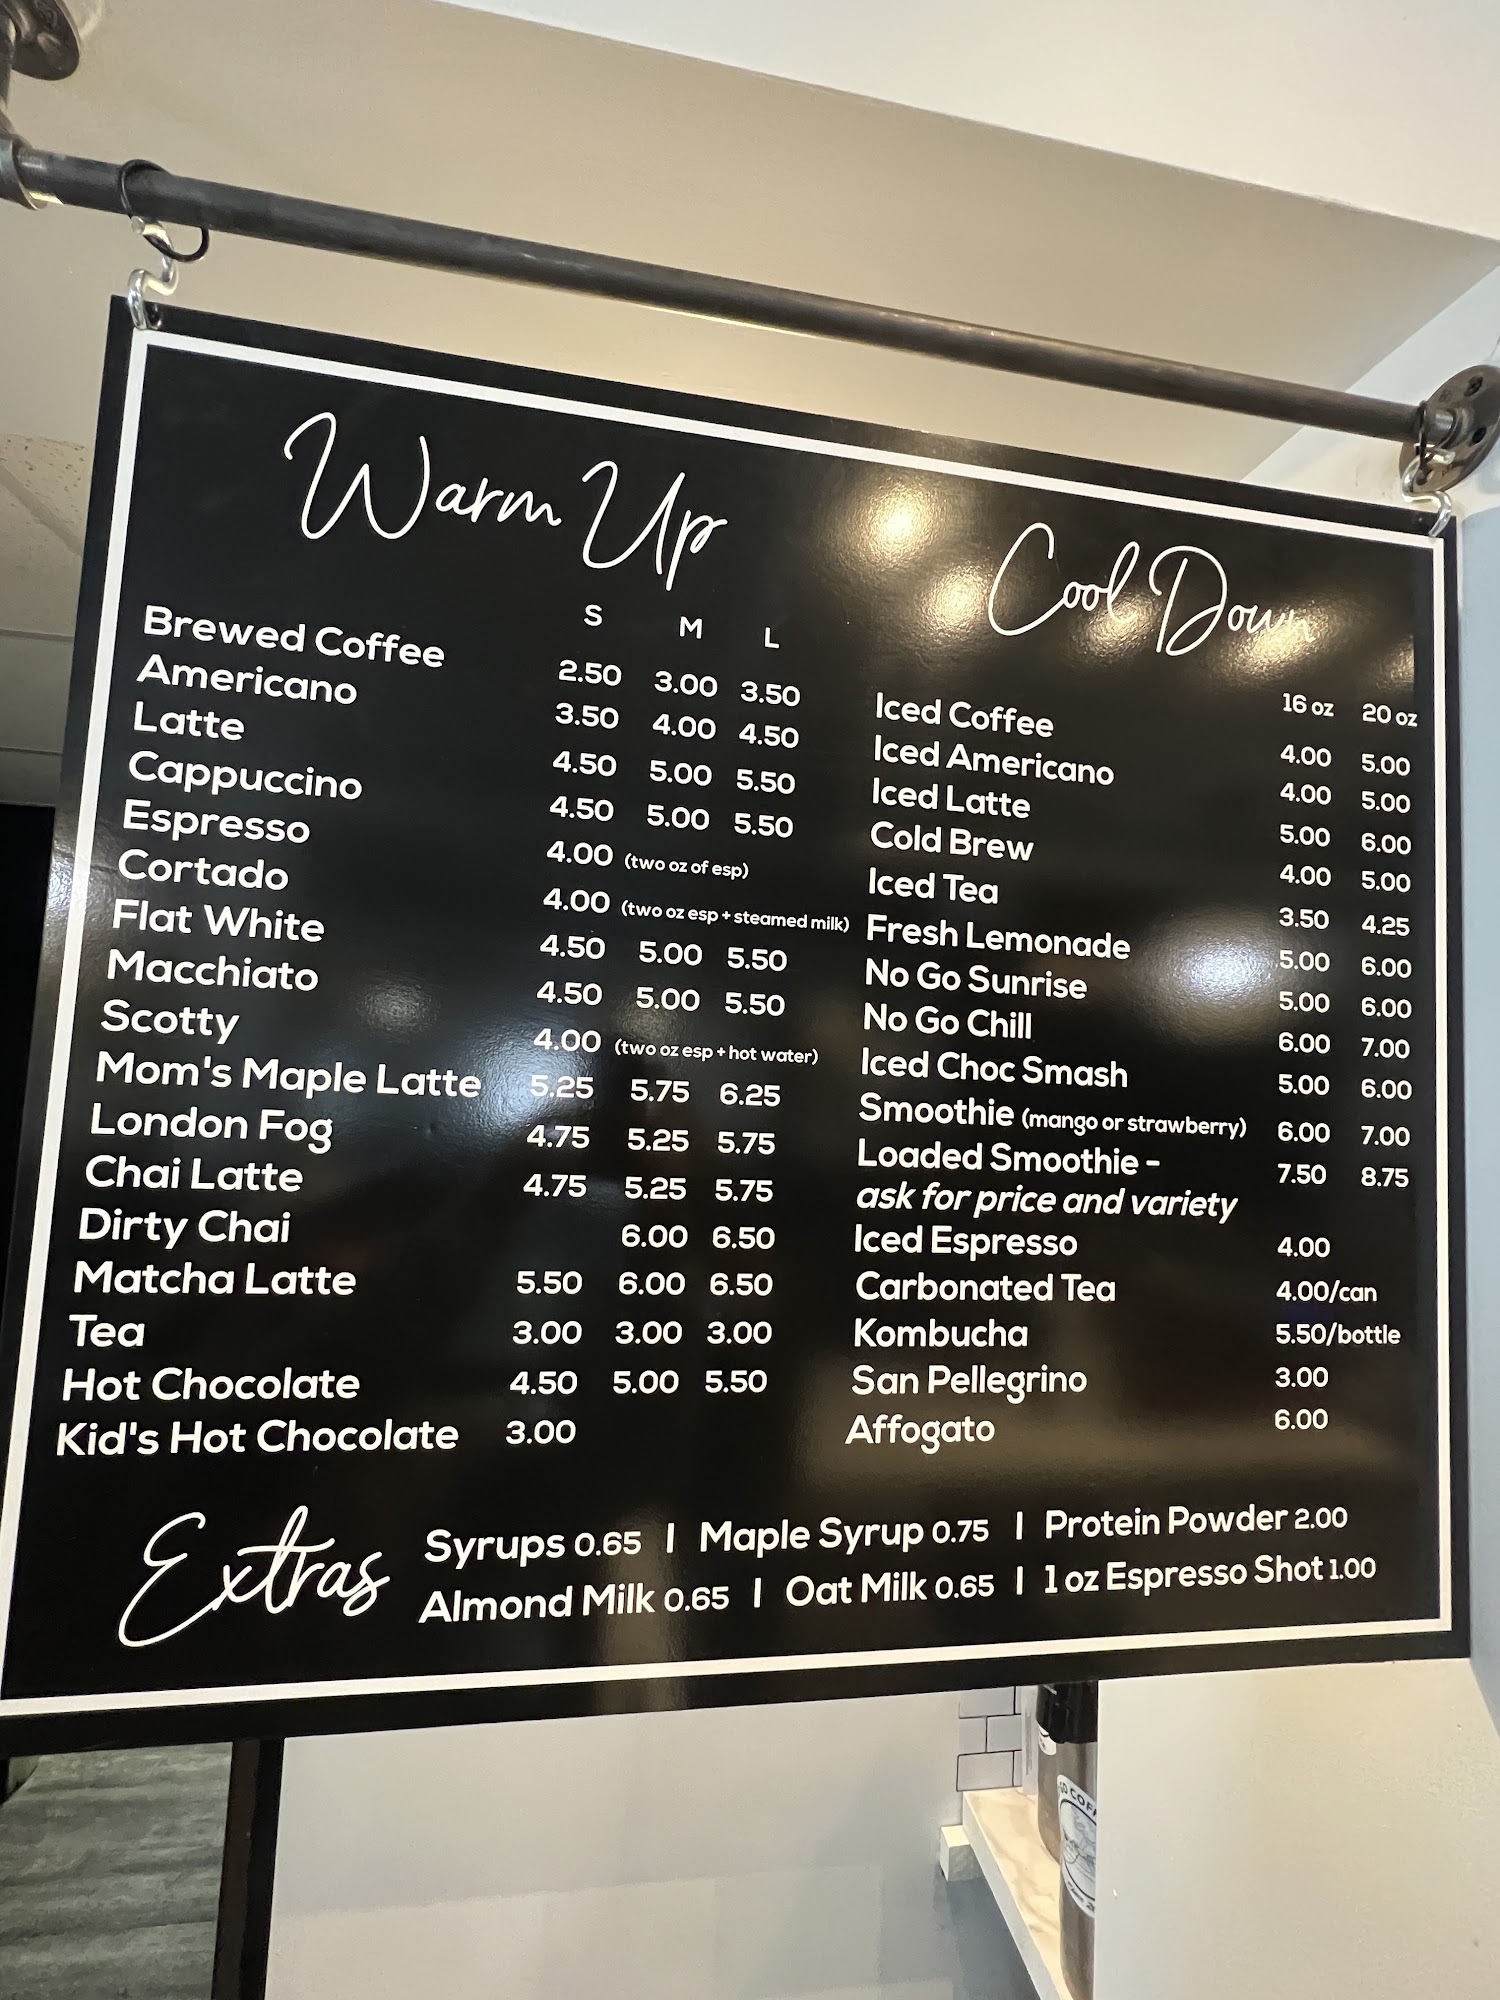 Warm Up
S M L
Brewed Coffee 2.50 3.00 3.50
Americano 3.50 4.00 4.50
Latte 4.50 5.00 5.50
Cappuccino 4.50 5.00 5.50
Espresso 4.00 (two oz of esp)
Cortado 4.00 (two oz esp + steamed milk)
Flat White 4.50 5.00 5.50
Macchiato 4.50 5.00 5.50
Scotty 4.00 (two oz esp + hot water)
Mom's Maple Latte 5.25 5.75 6.25
London Fog 4.75 5.25 5.75
Chai Latte 4.75 5.25 5.75
Dirty Chai 6.00 6.50
Matcha Latte 5.50 6.00 6.50
Tea 3.00 3.00 3.00
Hot Chocolate 4.50 5.00 5.50
Kid's Hot Chocolate 3.00
Cool Down
16 oz 20 oz
Iced Coffee 4.00 5.00
Iced Americano 4.00 5.00
Iced Latte 5.00 6.00
Cold Brew 4.00 5.00
Iced Tea 3.50 4.25
Fresh Lemonade 5.00 6.00
No Go Sunrise 5.00 6.00
No Go Chill 6.00 7.00
Iced Choc Smash 5.00 6.00
Smoothie (mango or strawberry) 6.00 7.00
Loaded Smoothie - 7.50 8.75
ask for price and variety
Iced Espresso 4.00
Carbonated Tea 4.00/can
Kombucha 5.50/bottle
San Pellegrino 3.00
Affogato 6.00
Extras
Syrups 0.65 | Maple Syrup 0.75 | Protein Powder 2.00
Almond Milk 0.65 | Oat Milk 0.65 | 1 oz Espresso Shot 1.00